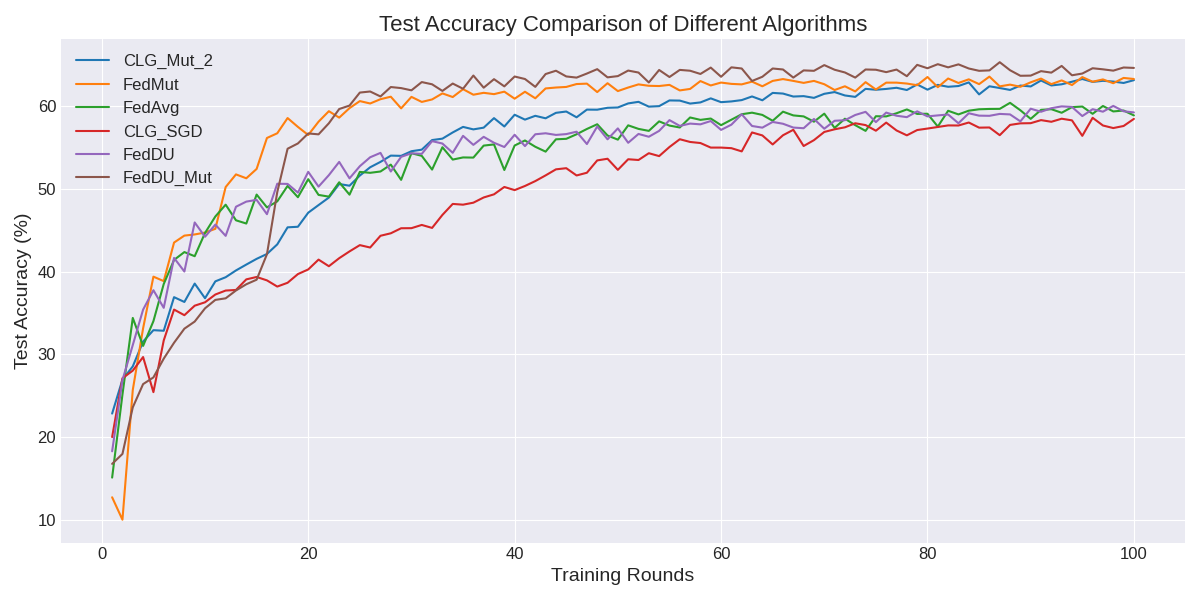 Test Accuracy Comparison of Different Algorithms
CLG_Mut_2
FedMut
FedAvg
CLG_SGD
FedDU
FedDU_Mut
Test Accuracy (%)
60
50
40
30
20
10
0
20
40
60
80
100
Training Rounds